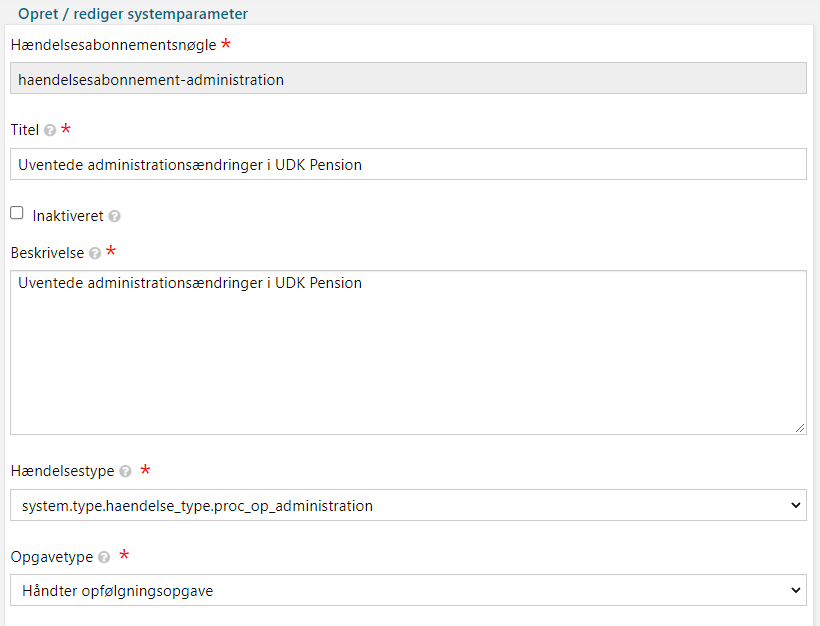 Opret / rediger systemparameter
Hændelsesabonnementsnøgle *
haendelsesabonnement-administration
Titel ? *
Uventede administrationsændringer i UDK Pension
Inaktiveret ?
Beskrivelse ? *
Uventede administrationsændringer i UDK Pension
Hændelsestype ? *
system.type.haendelse_type.proc_op_administration
Opgavetype ? *
Håndter opfølgningsopgave